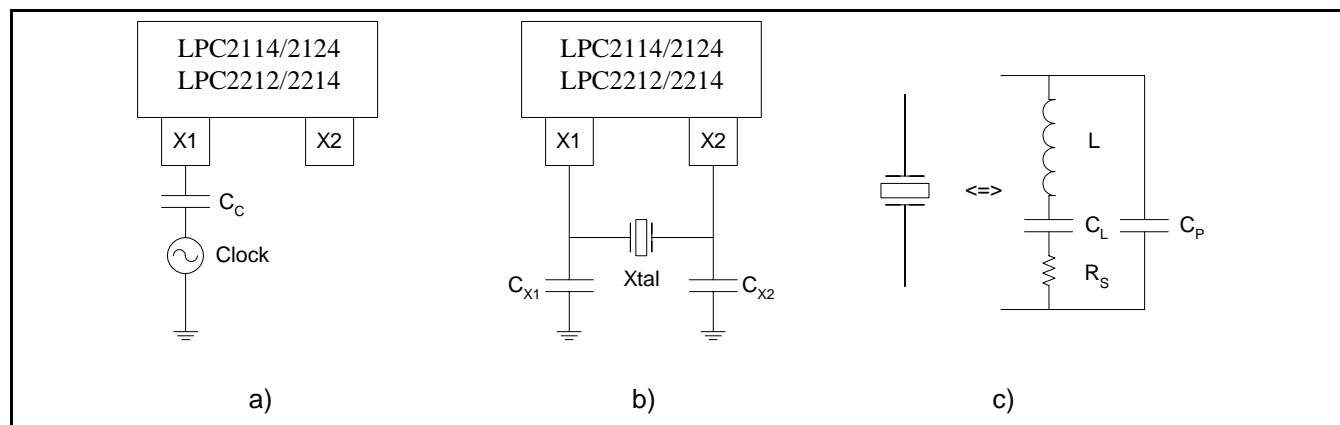 LPC2114/2124
LPC2212/2214
X1
X2
C_C
Clock
a)
LPC2114/2124
LPC2212/2214
X1
X2
C_X1
Xtal
C_X2
b)
<=>
L
C_L
C_P
R_S
c)